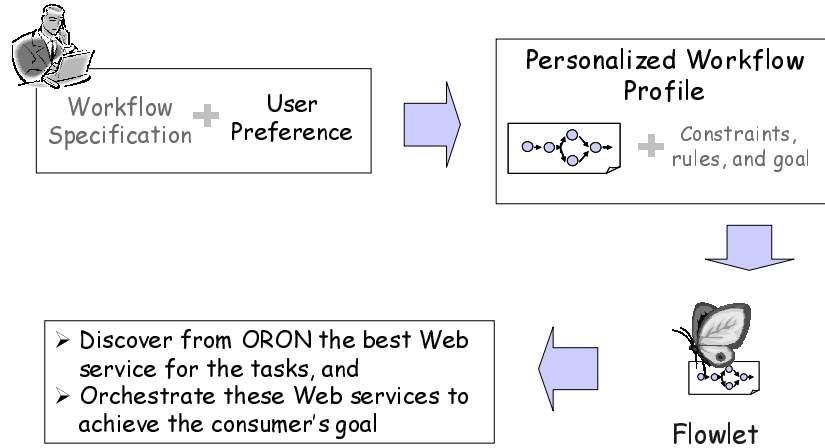 Workflow
Specification
User
Preference
Personalized Workflow
Profile
Constraints,
rules, and goal
Flowlet
➢ Discover from ORON the best Web
service for the tasks, and
➢ Orchestrate these Web services to
achieve the consumer's goal